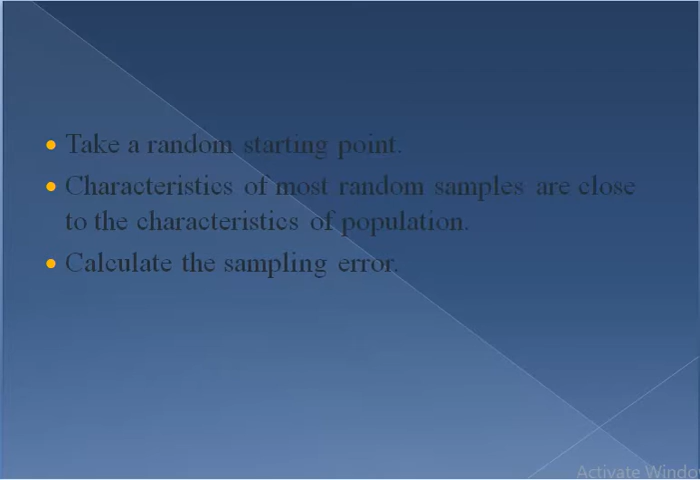 Take a random starting point.
Characteristics of most random samples are close
to the characteristics of population.
Calculate the sampling error.
Activate Windo